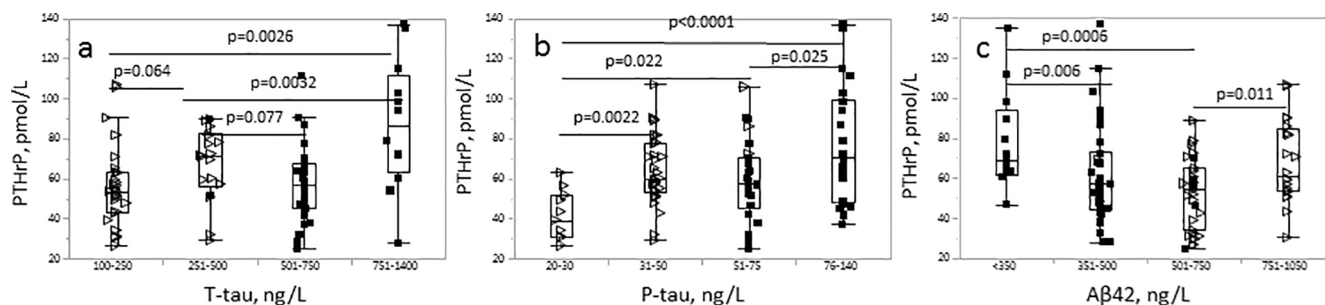 a
p=0.0026
p=0.064
p=0.0032
p=0.077
PTHrP, pmol/L
140
120
100
80
60
40
20
100-250 251-500 501-750 751-1400
T-tau, ng/L
b
p<0.0001
p=0.025
p=0.022
p=0.0022
PTHrP, pmol/L
140
120
100
80
60
40
20
20-30 31-50 51-75 76-140
P-tau, ng/L
c
p=0.0006
p=0.006
p=0.011
PTHrP, pmol/L
140
120
100
80
60
40
20
<350 351-500 501-750 751-1050
Aβ42, ng/L